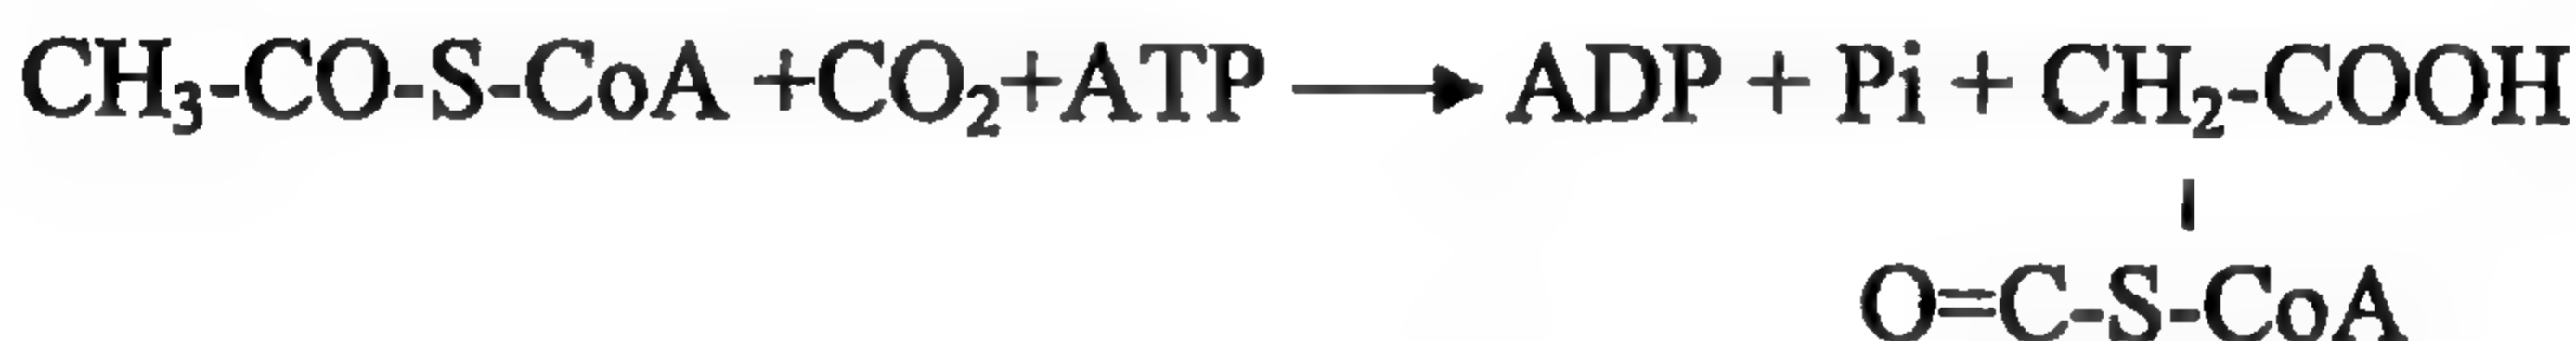 CH₃-CO-S-CoA +CO₂+ATP ⟶ ADP + Pi + CH₂-COOH
|
O=C-S-CoA